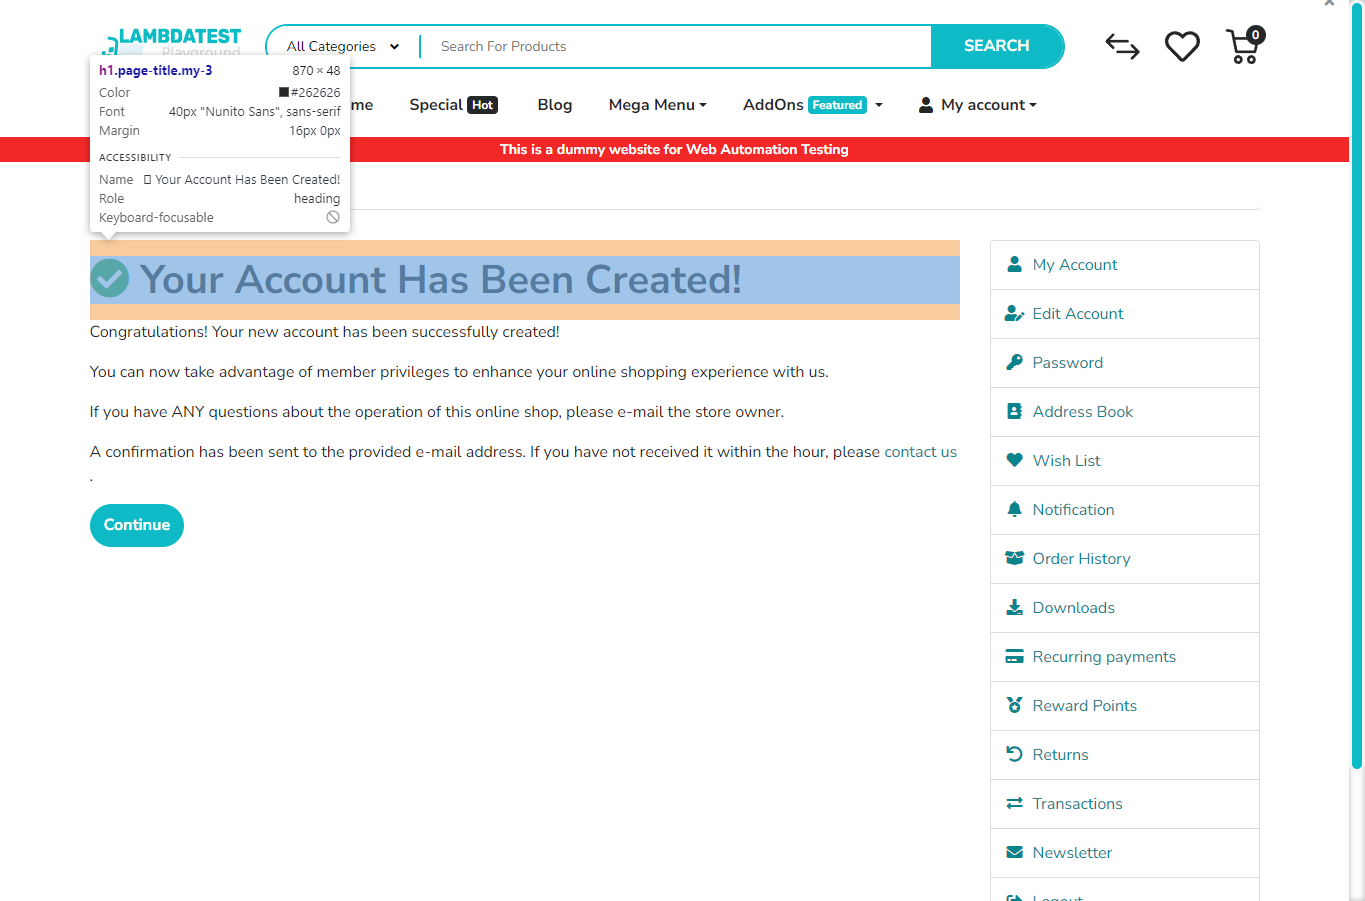 LAMBDATEST
Playground
All Categories
Search For Products
SEARCH
0
me
Special Hot
Blog
Mega Menu
AddOns Featured
My account
This is a dummy website for Web Automation Testing
h1.page-title.my-3 870 × 48
Color #262626
Font 40px "Nunito Sans", sans-serif
Margin 16px 0px
ACCESSIBILITY
Name Your Account Has Been Created!
Role heading
Keyboard-focusable
Your Account Has Been Created!
Congratulations! Your new account has been successfully created!
You can now take advantage of member privileges to enhance your online shopping experience with us.
If you have ANY questions about the operation of this online shop, please e-mail the store owner.
A confirmation has been sent to the provided e-mail address. If you have not received it within the hour, please contact us
.
Continue
My Account
Edit Account
Password
Address Book
Wish List
Notification
Order History
Downloads
Recurring payments
Reward Points
Returns
Transactions
Newsletter
Logout